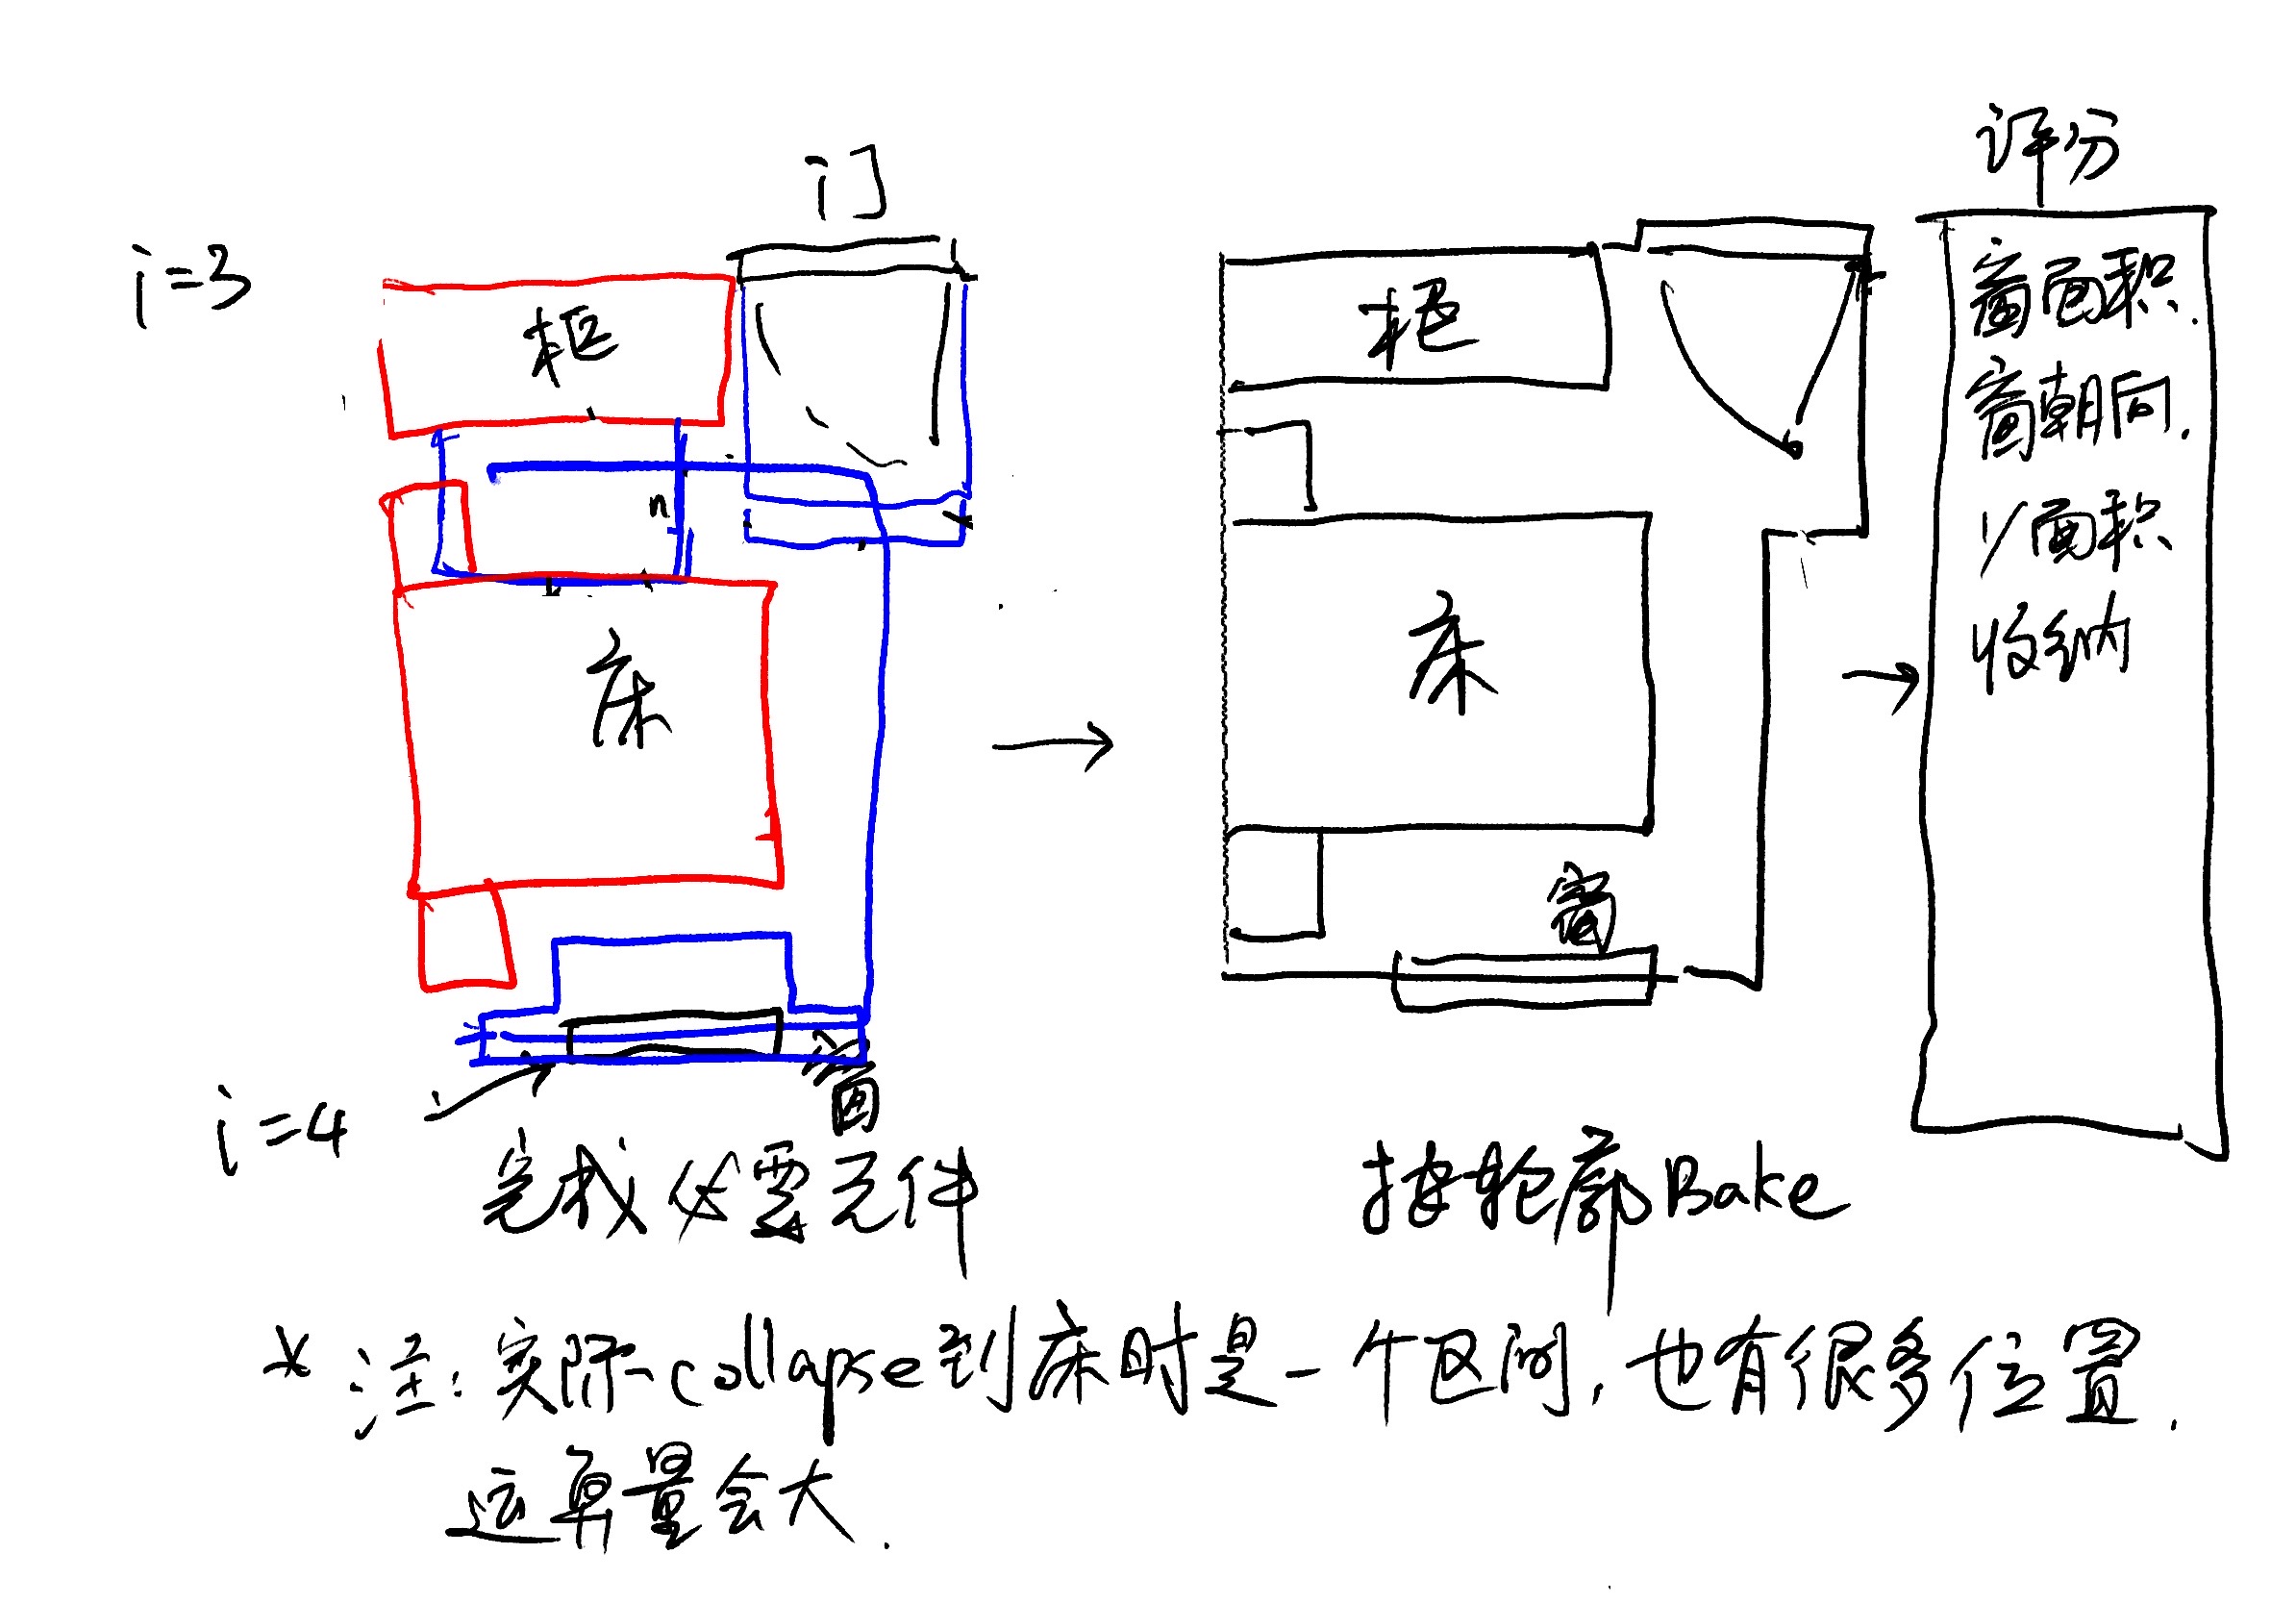 评分
门
i=3
柜
n
床
窗
i=4
完成必要元件
柜
床
窗
按轮廓Bake
窗面积.
窗朝向.
1/面积
收纳
* 注: 实际collapse到床时是一个区间, 也有很多位置.
运算量会大.